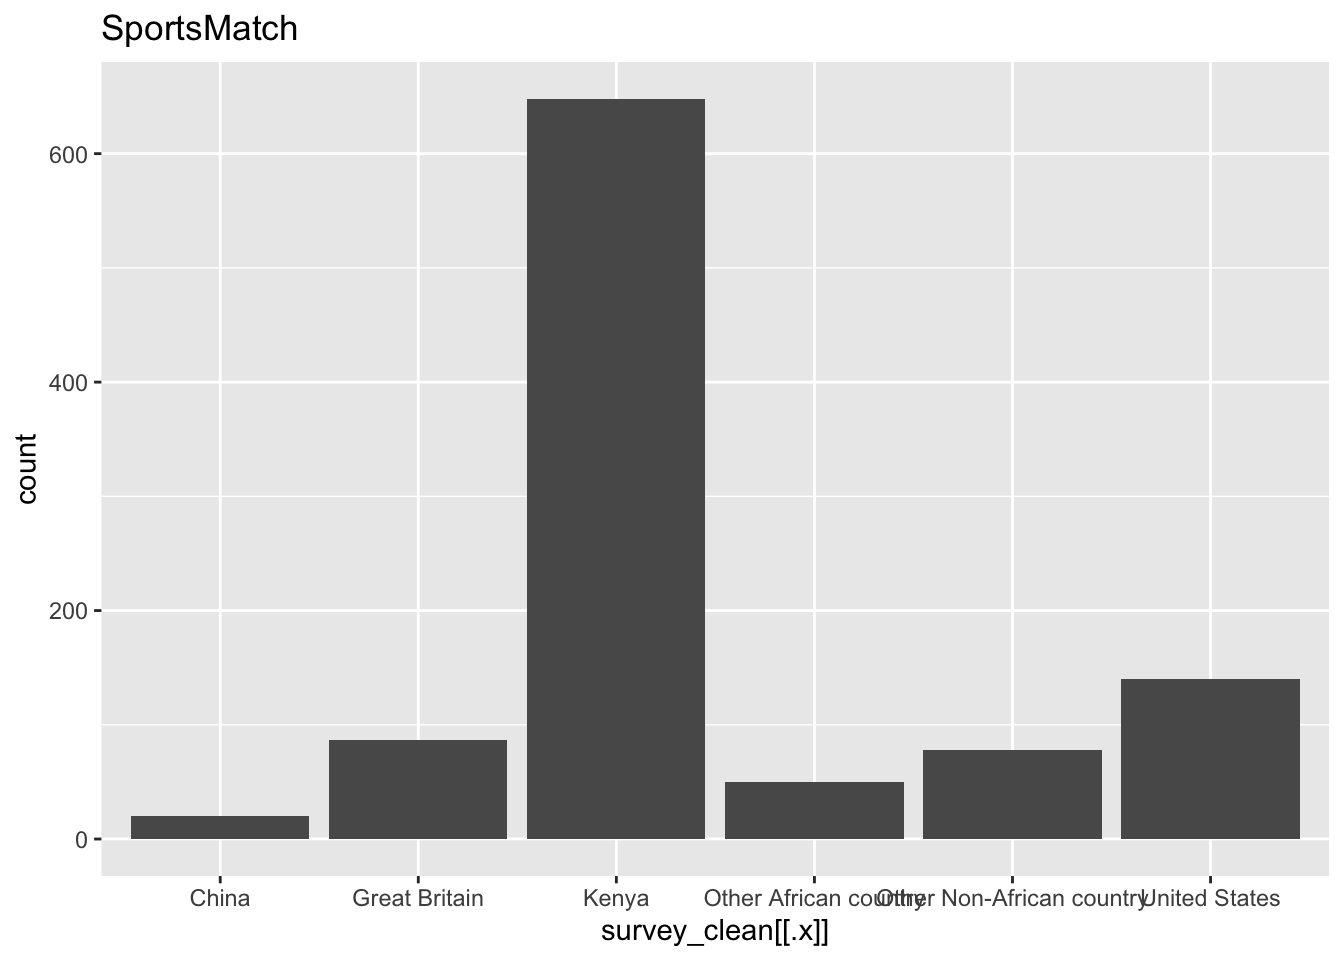 SportsMatch
600
400
200
0
count
China
Great Britain
Kenya
Other African country
Other Non-African country
United States
survey_clean[[.x]]